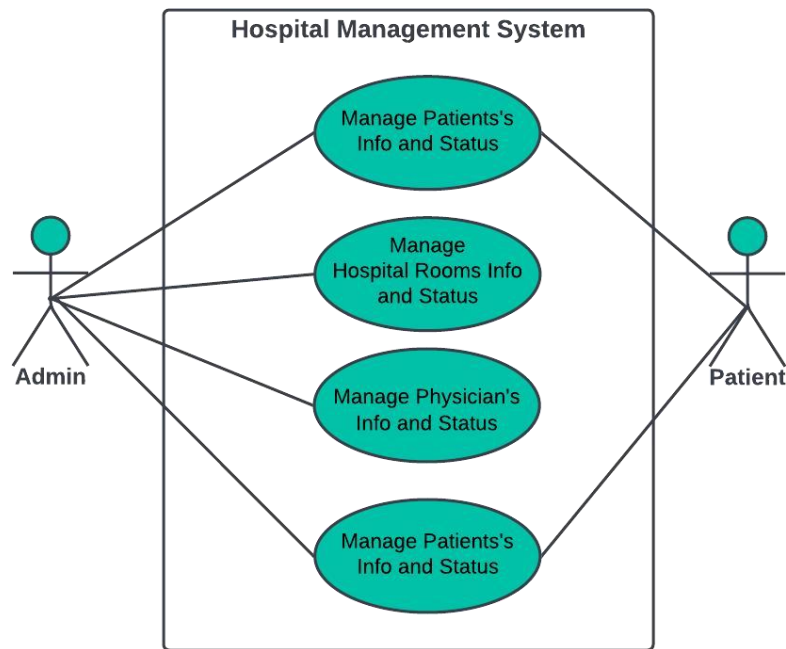 Hospital Management System
Manage Patients's
Info and Status
Manage
Hospital Rooms Info
and Status
Admin
Patient
Manage Physician's
Info and Status
Manage Patients's
Info and Status